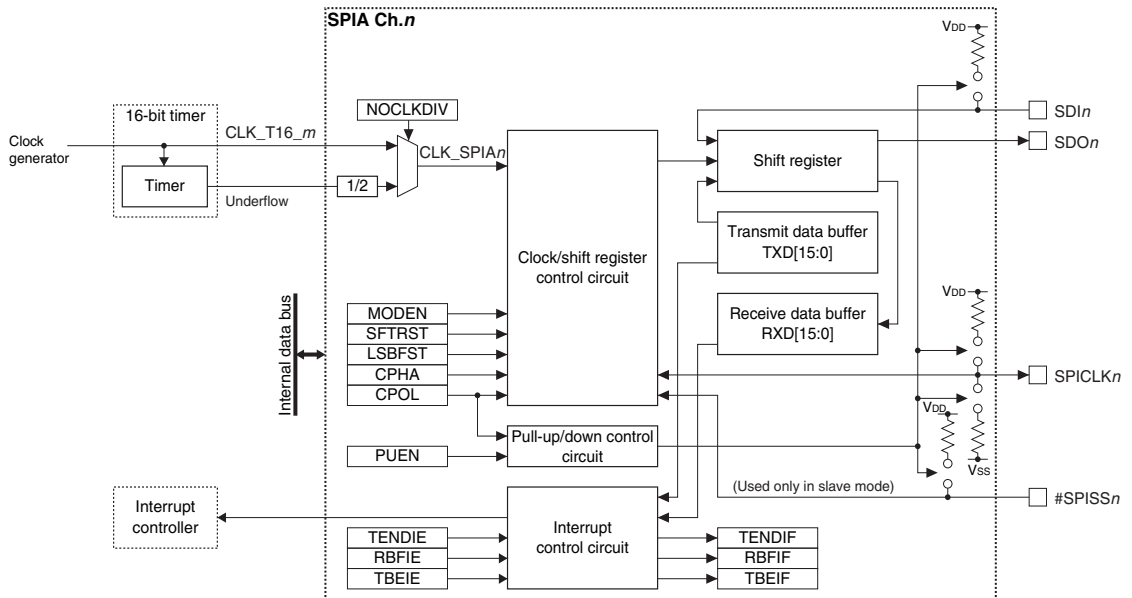 SPIA Ch.n
VDD
NOCLKDIV
16-bit timer
CLK_T16_m
SDIn
Clock
generator
CLK_SPIAn
Shift register
SDOn
Timer
1/2
Underflow
Transmit data buffer
TXD[15:0]
Clock/shift register
control circuit
Internal data bus
VDD
MODEN
Receive data buffer
RXD[15:0]
SFTRST
LSBFST
CPHA
SPICLKn
CPOL
VDD
Pull-up/down control
circuit
PUEN
VSS
(Used only in slave mode)
#SPISSn
Interrupt
controller
Interrupt
control circuit
TENDIE
TENDIF
RBFIE
RBFIF
TBEIE
TBEIF